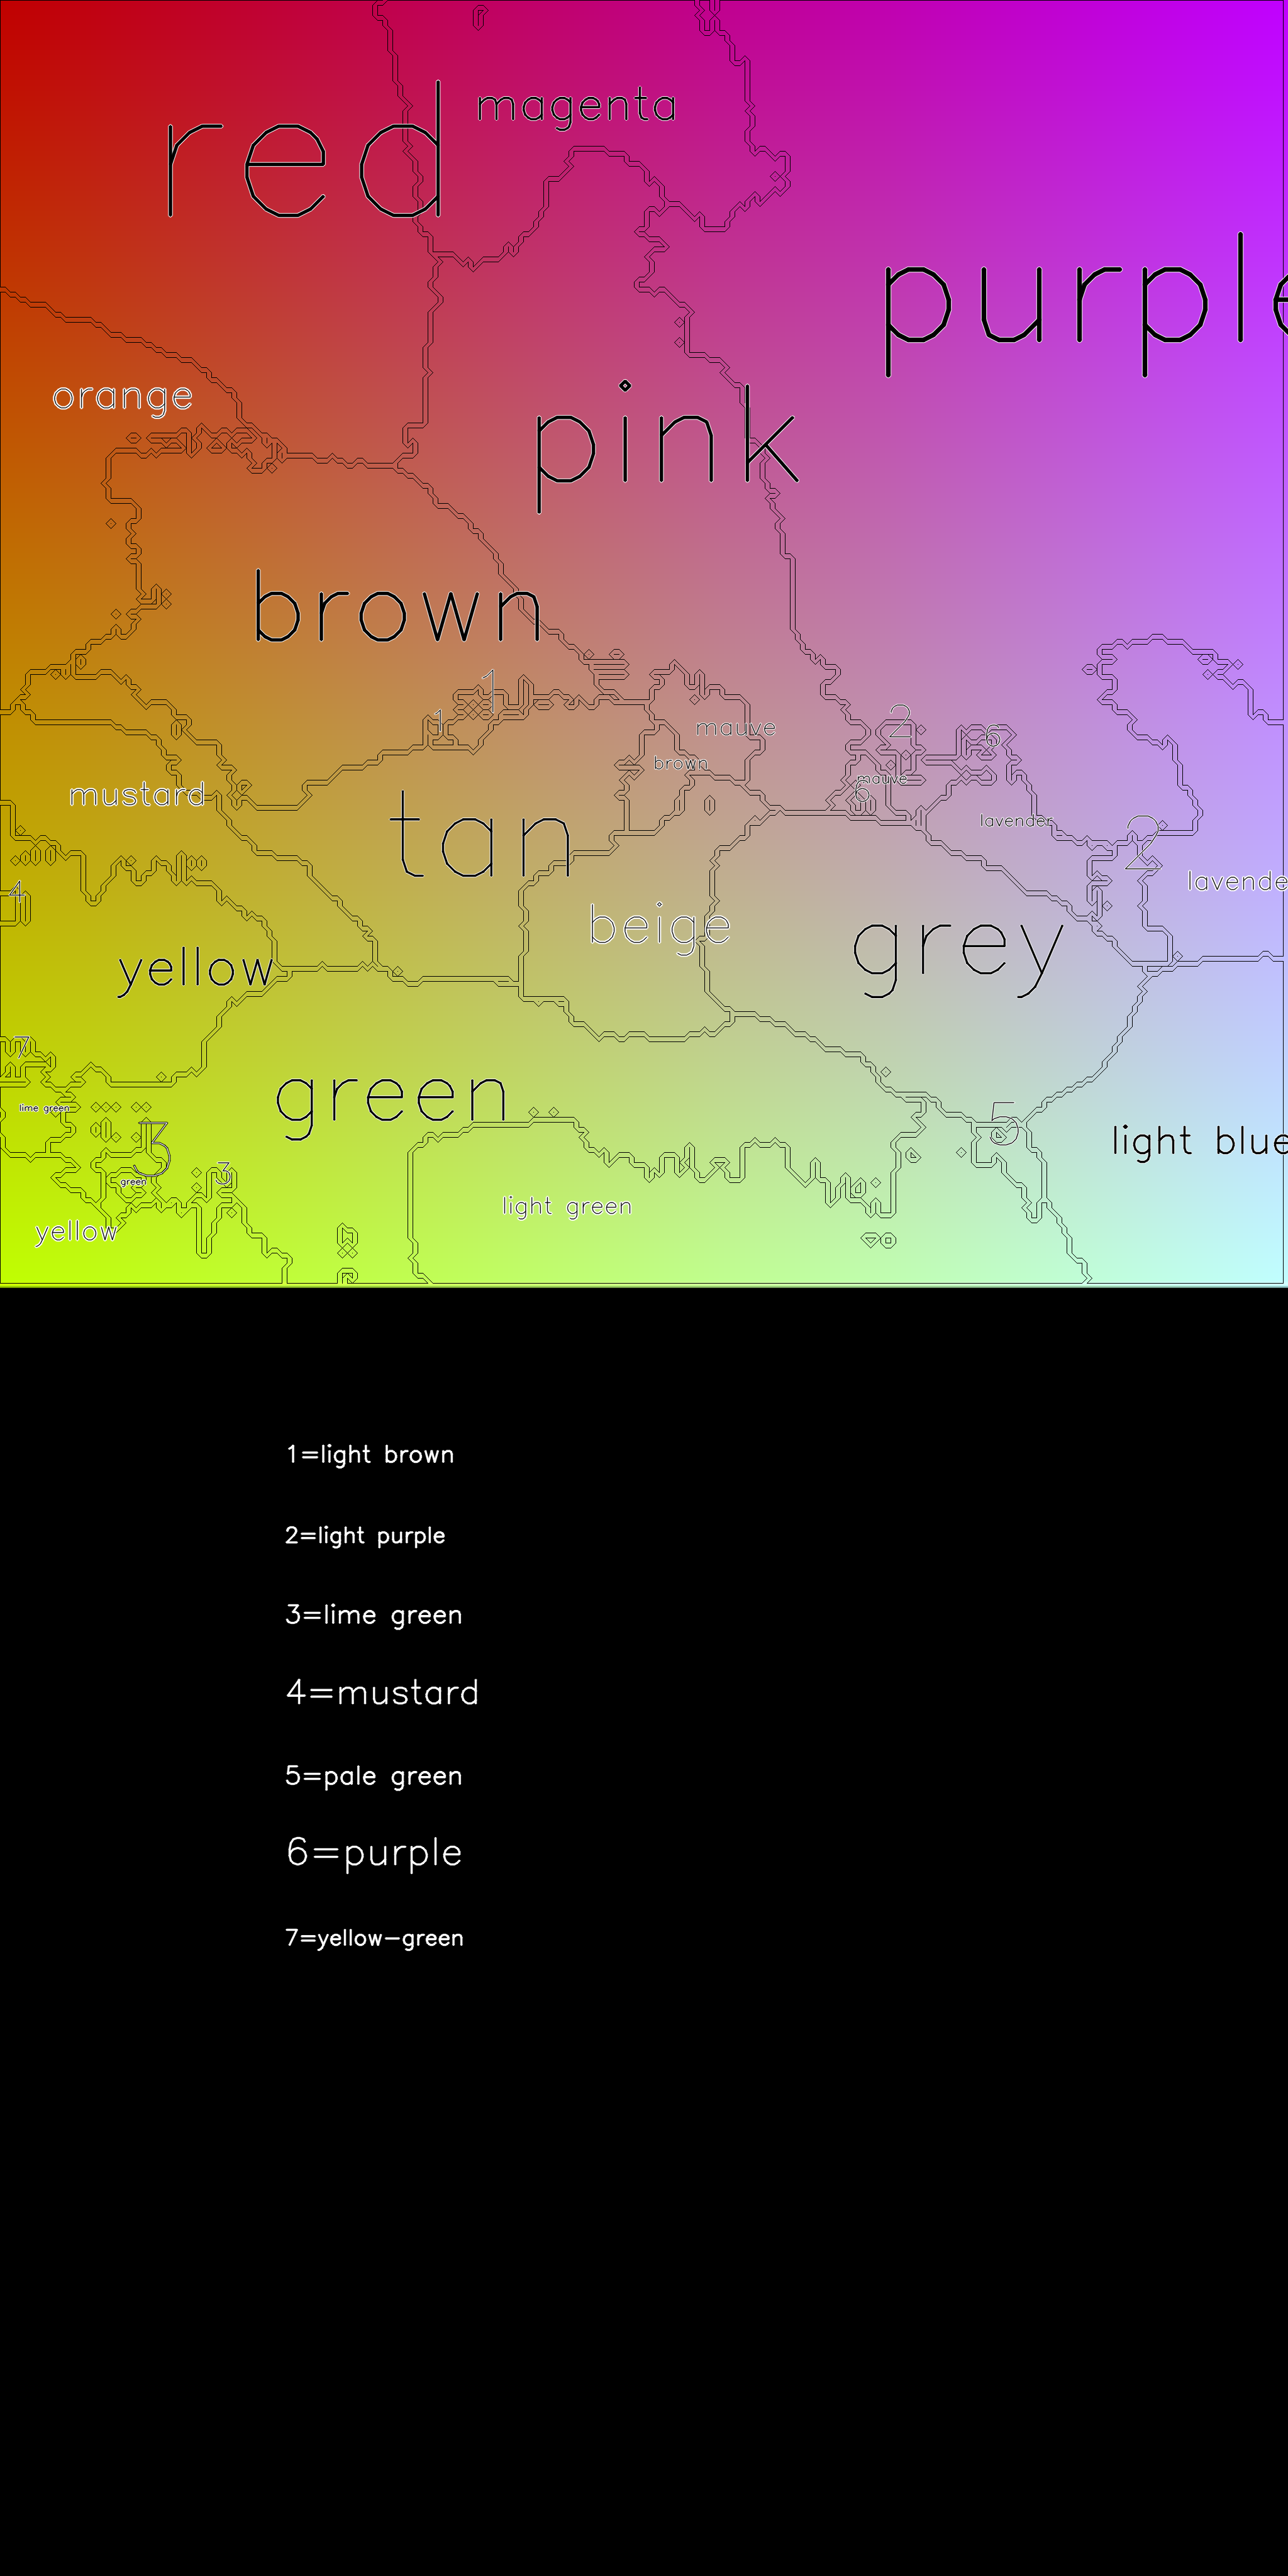 magenta
red
purple
orange
pink
brown
1
1
2
mauve
6
brown
mauve
6
mustard
lavender
tan
2
4
lavende
beige
grey
yellow
7
green
lime green
3
5
light blue
3
green
light green
yellow
1=light brown
2=light purple
3=lime green
4=mustard
5=pale green
6=purple
7=yellow-green